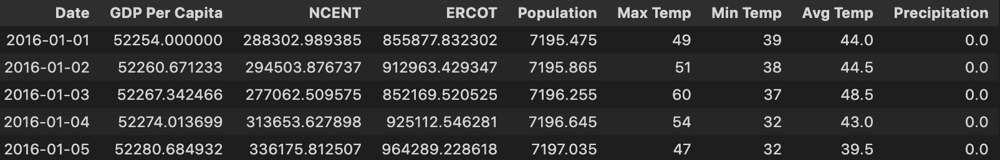 Date GDP Per Capita NCENT ERCOT Population Max Temp Min Temp Avg Temp Precipitation
2016-01-01 52254.000000 288302.989385 855877.832302 7195.475 49 39 44.0 0.0
2016-01-02 52260.671233 294503.876737 912963.429347 7195.865 51 38 44.5 0.0
2016-01-03 52267.342466 277062.509575 852169.520525 7196.255 60 37 48.5 0.0
2016-01-04 52274.013699 313653.627898 925112.546281 7196.645 54 32 43.0 0.0
2016-01-05 52280.684932 336175.812507 964289.228618 7197.035 47 32 39.5 0.0